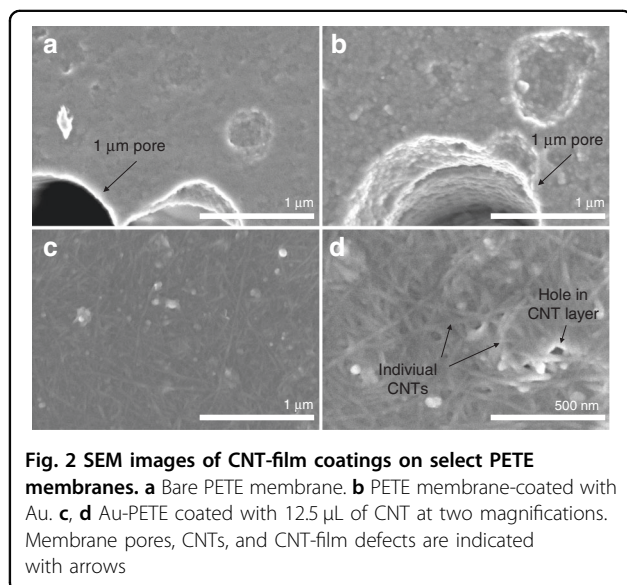 a
b
1 μm pore
1 μm pore
1 μm
1 μm
c
d
Hole in
CNT layer
Indiviual
CNTs
1 μm
500 nm
Fig. 2 SEM images of CNT-film coatings on select PETE
membranes. a Bare PETE membrane. b PETE membrane-coated with
Au. c, d Au-PETE coated with 12.5 μL of CNT at two magnifications.
Membrane pores, CNTs, and CNT-film defects are indicated
with arrows